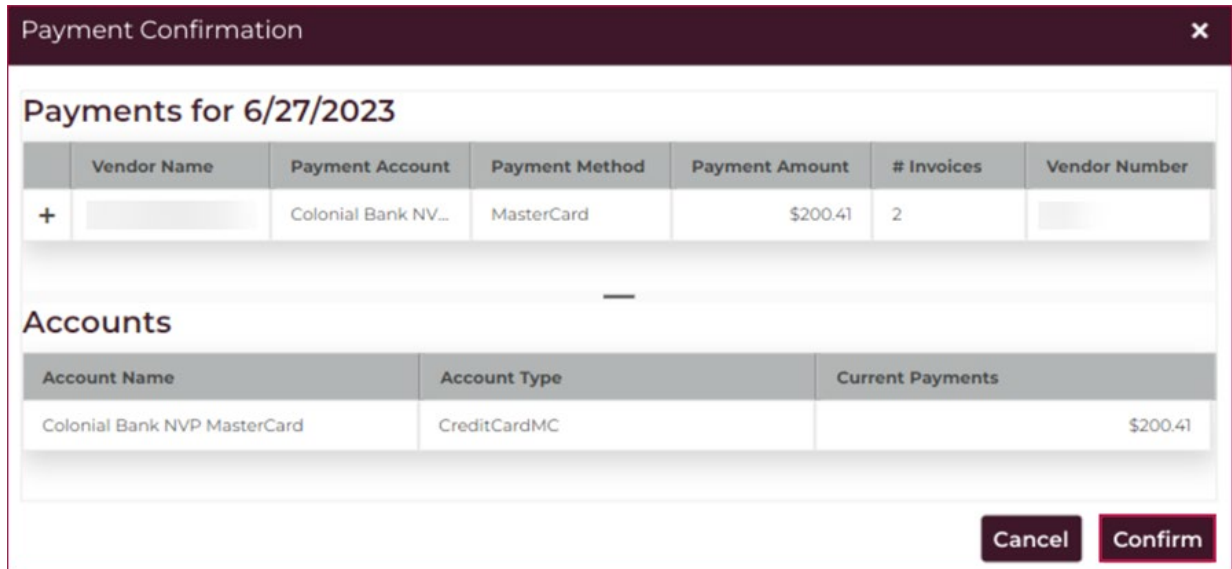 Payment Confirmation ×
Payments for 6/27/2023
Vendor Name Payment Account Payment Method Payment Amount # Invoices Vendor Number
+ Colonial Bank NV... MasterCard $200.41 2
Accounts
Account Name Account Type Current Payments
Colonial Bank NVP MasterCard CreditCardMC $200.41
Cancel Confirm